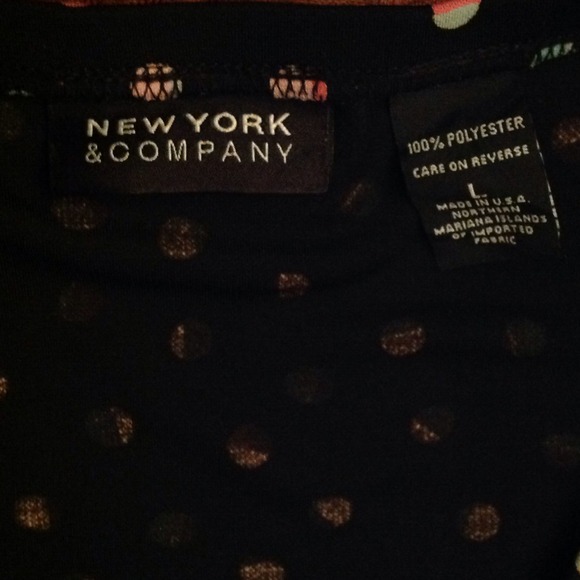 NEW YORK
& COMPANY
100% POLYESTER
CARE ON REVERSE
L
MADE IN U.S.A.
NORTHERN
MARIANA ISLANDS
OF IMPORTED
FABRIC